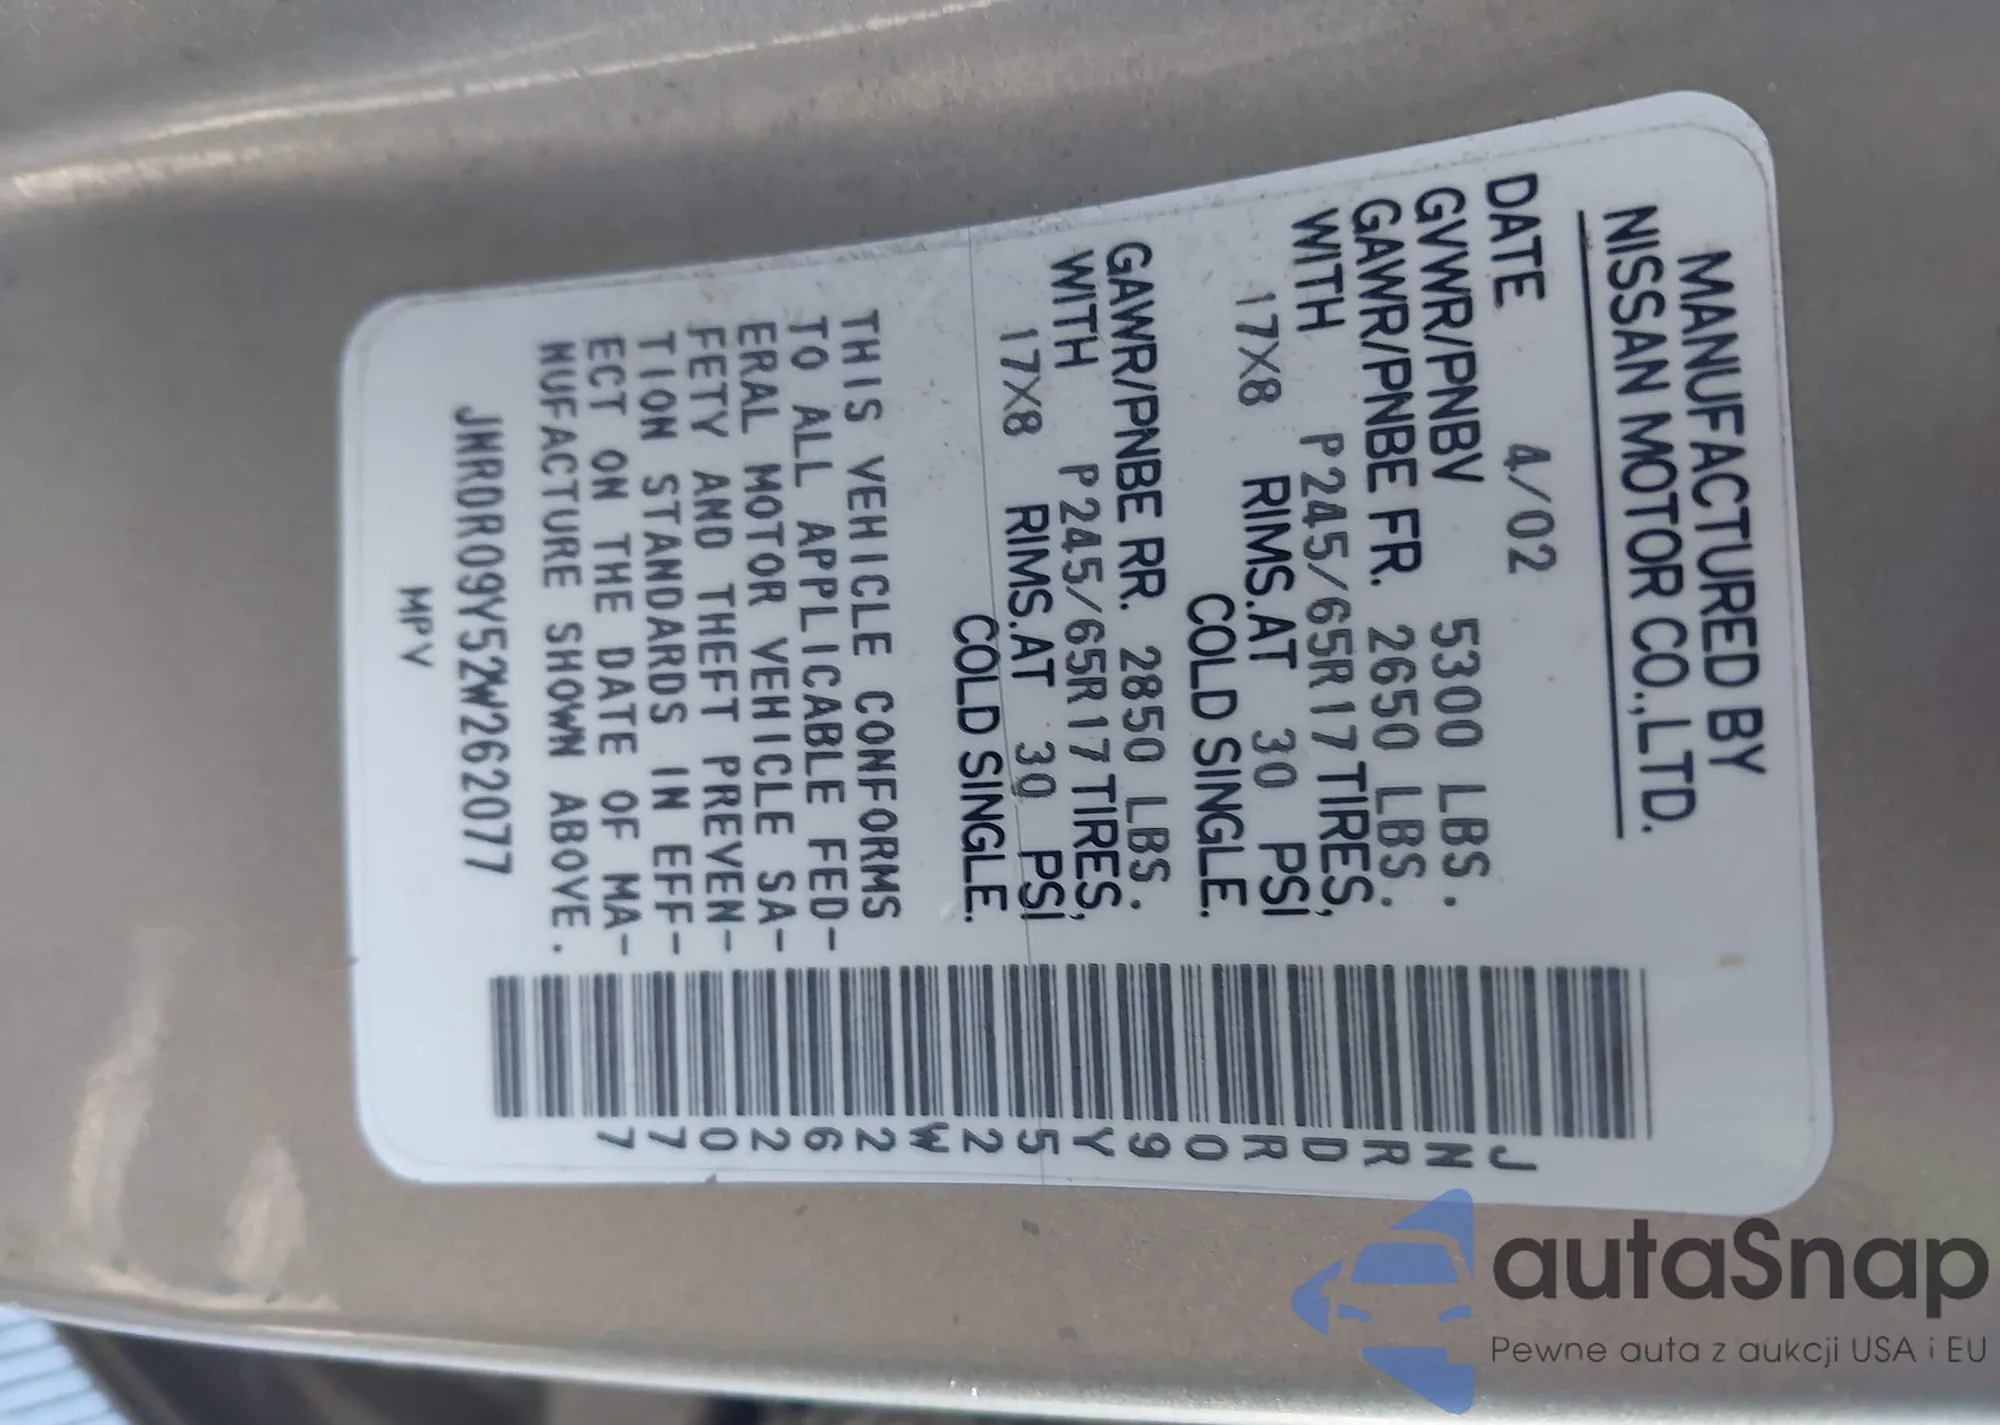 MANUFACTURED BY
NISSAN MOTOR CO.,LTD.
DATE 4/02
GVWR/PNBV 5300 LBS.
GAWR/PNBE FR. 2650 LBS.
WITH P245/65R17 TIRES,
17X8 RIMS.AT 30 PSI
COLD SINGLE.
GAWR/PNBE RR. 2850 LBS.
WITH P245/65R17 TIRES,
17X8 RIMS.AT 30 PSI
COLD SINGLE.
THIS VEHICLE CONFORMS
TO ALL APPLICABLE FED-
ERAL MOTOR VEHICLE SA-
FETY AND THEFT PREVEN-
TION STANDARDS IN EFF-
ECT ON THE DATE OF MA-
NUFACTURE SHOWN ABOVE.
JNRDR09Y52W262077
MPV
JNRDR09Y52W262077
autaSnap
Pewne auta z aukcji USA i EU